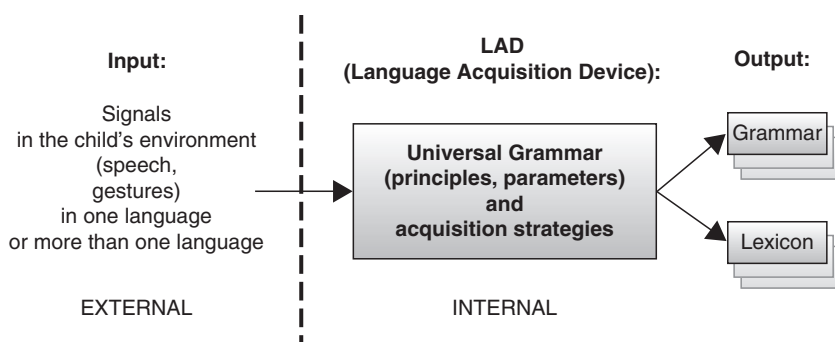 Input:
Signals
in the child's environment
(speech,
gestures)
in one language
or more than one language
EXTERNAL
LAD
(Language Acquisition Device):
Universal Grammar
(principles, parameters)
and
acquisition strategies
INTERNAL
Output:
Grammar
Lexicon